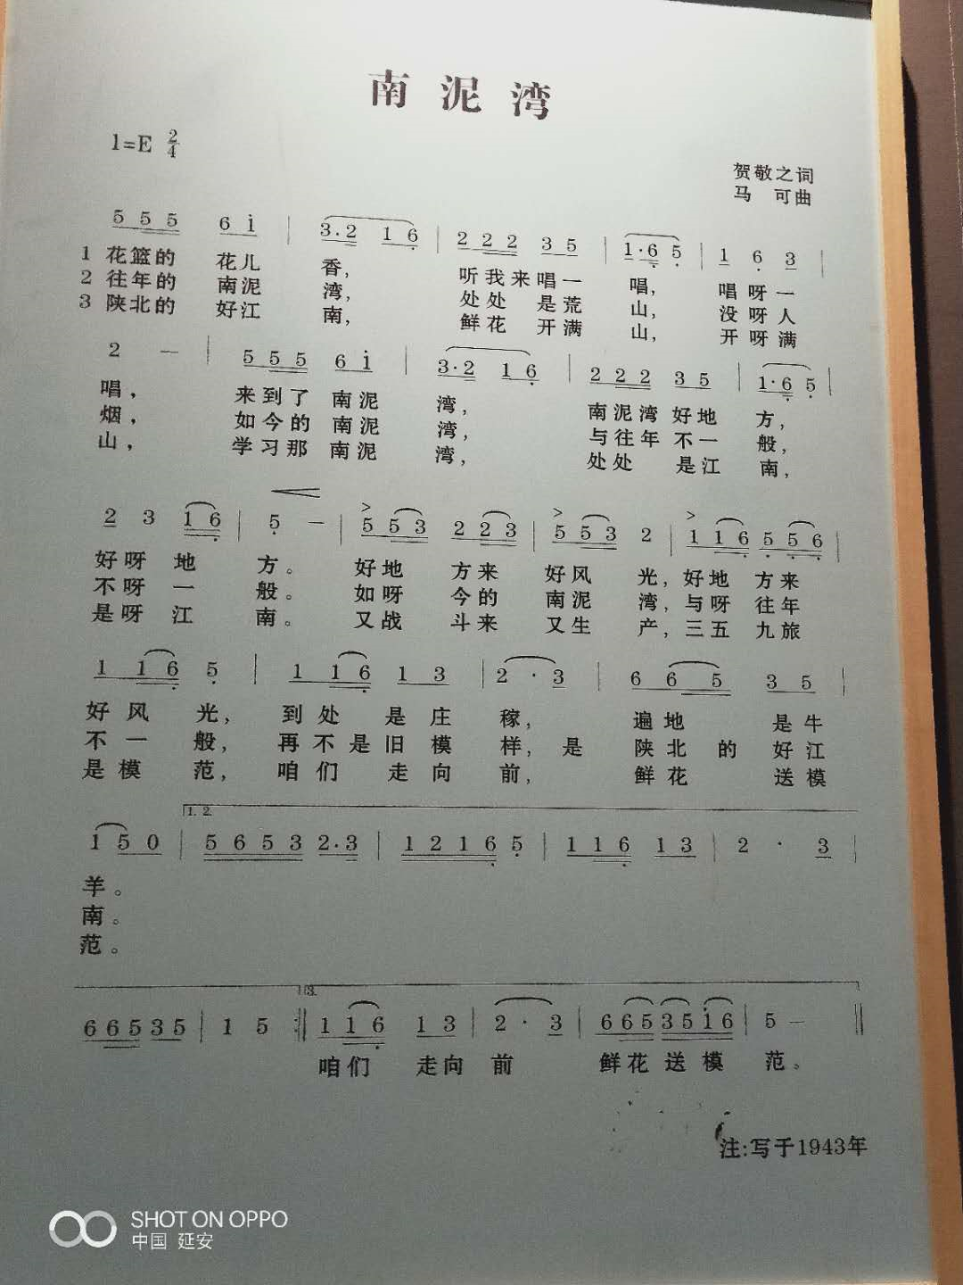 南泥湾
1=E 2/4
贺敬之词
马 可曲
5 5 5 6 i | 3·2 1 6 | 2 2 2 3 5 | 1·6 5 | 1 6 3 |
1 花篮的 花儿 香, 听我来唱一 唱, 唱呀一
2 往年的 南泥 湾, 处处 是荒 山, 没呀人
3 陕北的 好江 南, 鲜花 开满 山, 开呀满
2 — | 5 5 5 6 i | 3·2 1 6 | 2 2 2 3 5 | 1·6 5 |
唱, 来到了 南泥 湾, 南泥湾好地 方,
烟, 如今的 南泥 湾, 与往年不一 般,
山, 学习那 南泥 湾, 处处 是江 南,
2 3 1 6 | 5 — | > 5 5 3 2 2 3 | > 5 5 3 2 | > 1 1 6 5 5 6 |
好呀地 方。 好地 方来 好风 光, 好地 方来
不呀一 般。 如呀 今的 南泥 湾, 与呀 往年
是呀江 南。 又战 斗来 又生 产, 三五 九旅
1 1 6 5 | 1 1 6 1 3 | 2 · 3 | 6 6 5 3 5 |
好风 光, 到处 是庄 稼, 遍地 是牛
不一 般, 再不是旧模 样, 是 陕北的好江
是模 范, 咱们 走向 前, 鲜花 送模
1. 2.
1 5 0 | 5 6 5 3 2·3 | 1 2 1 6 5 | 1 1 6 1 3 | 2 · 3 |
羊。
南。
范。
3.
6 6 5 3 5 | 1 5 :‖ 1 1 6 1 3 | 2 · 3 | 6 6 5 3 5 i 6 | 5 — ‖
咱们 走向 前 鲜花 送模 范。
注:写于1943年
SHOT ON OPPO
中国 延安